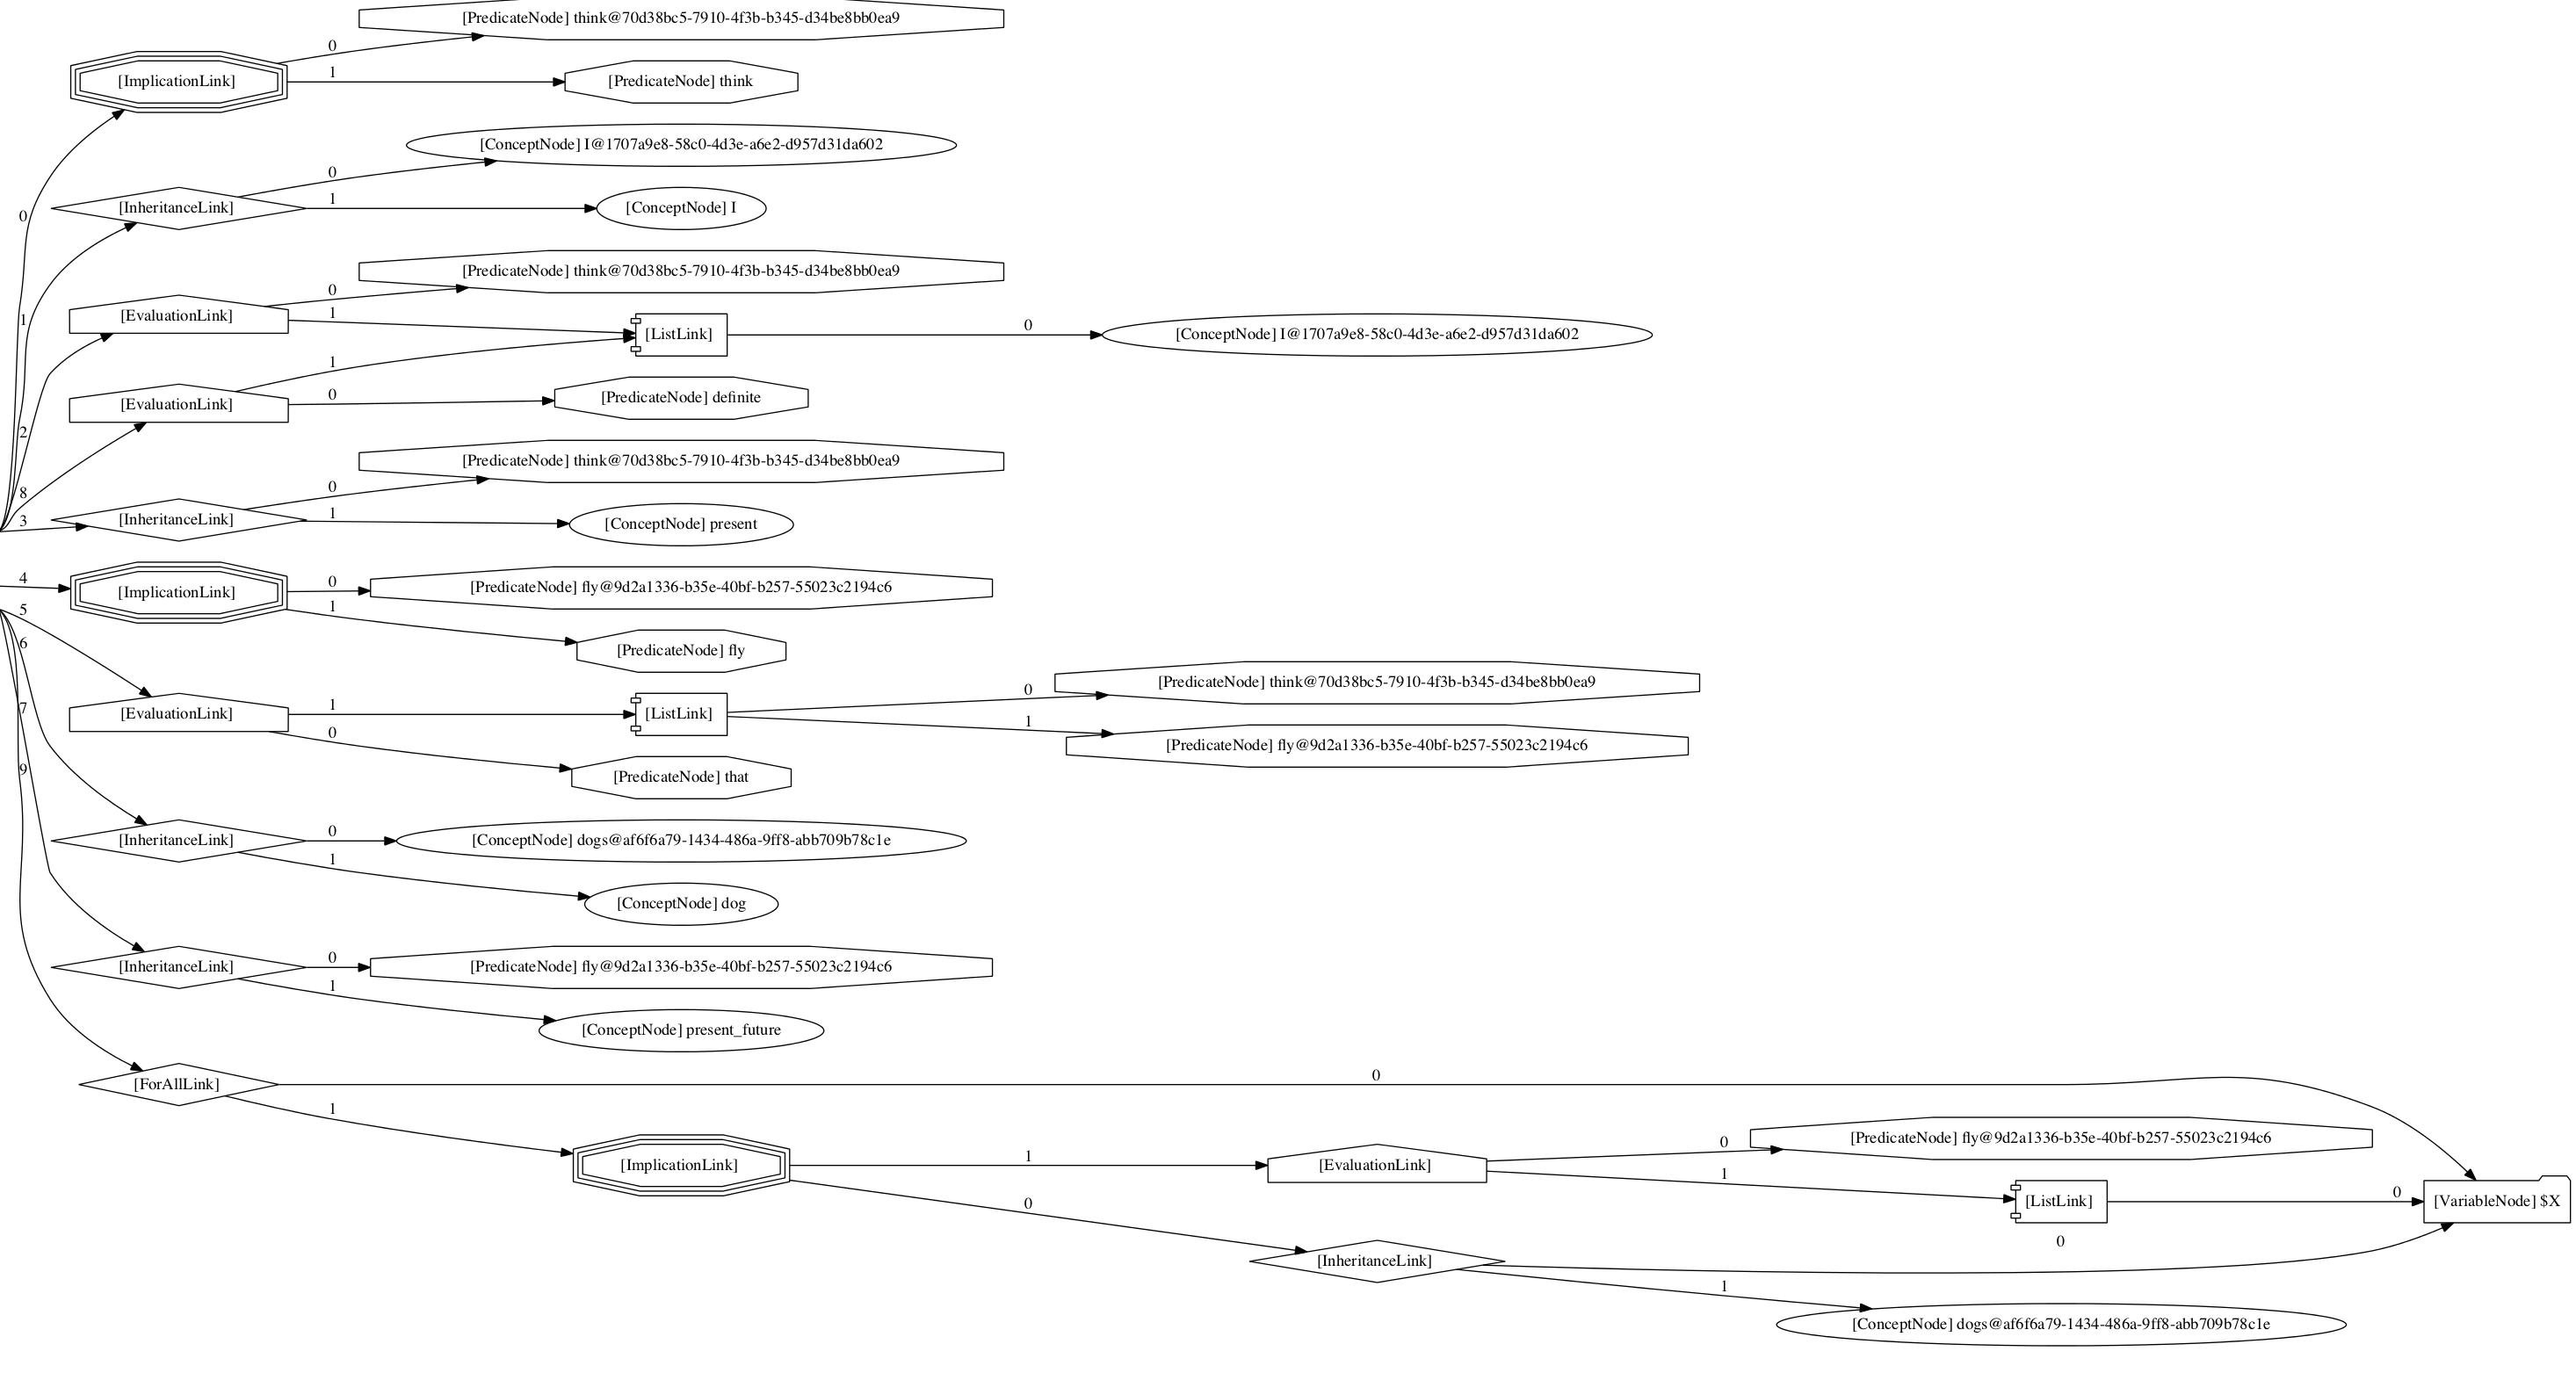 [PredicateNode] think@70d38bc5-7910-4f3b-b345-d34be8bb0ea9
0
[ImplicationLink]
1
[PredicateNode] think
[ConceptNode] I@1707a9e8-58c0-4d3e-a6e2-d957d31da602
0
0
[InheritanceLink]
1
[ConceptNode] I
[PredicateNode] think@70d38bc5-7910-4f3b-b345-d34be8bb0ea9
0
1
[EvaluationLink]
1
[ListLink]
0
[ConceptNode] I@1707a9e8-58c0-4d3e-a6e2-d957d31da602
1
[EvaluationLink]
0
[PredicateNode] definite
2
[PredicateNode] think@70d38bc5-7910-4f3b-b345-d34be8bb0ea9
0
8
3
[InheritanceLink]
1
[ConceptNode] present
4
[ImplicationLink]
0
[PredicateNode] fly@9d2a1336-b35e-40bf-b257-55023c2194c6
5
1
6
[PredicateNode] fly
[PredicateNode] think@70d38bc5-7910-4f3b-b345-d34be8bb0ea9
0
7
[EvaluationLink]
1
[ListLink]
1
[PredicateNode] fly@9d2a1336-b35e-40bf-b257-55023c2194c6
0
9
[PredicateNode] that
[InheritanceLink]
0
[ConceptNode] dogs@af6f6a79-1434-486a-9ff8-abb709b78c1e
1
[ConceptNode] dog
[InheritanceLink]
0
[PredicateNode] fly@9d2a1336-b35e-40bf-b257-55023c2194c6
1
[ConceptNode] present_future
[ForAllLink]
0
1
[ImplicationLink]
1
[EvaluationLink]
0
[PredicateNode] fly@9d2a1336-b35e-40bf-b257-55023c2194c6
1
[ListLink]
0
[VariableNode] $X
0
[InheritanceLink]
0
1
[ConceptNode] dogs@af6f6a79-1434-486a-9ff8-abb709b78c1e